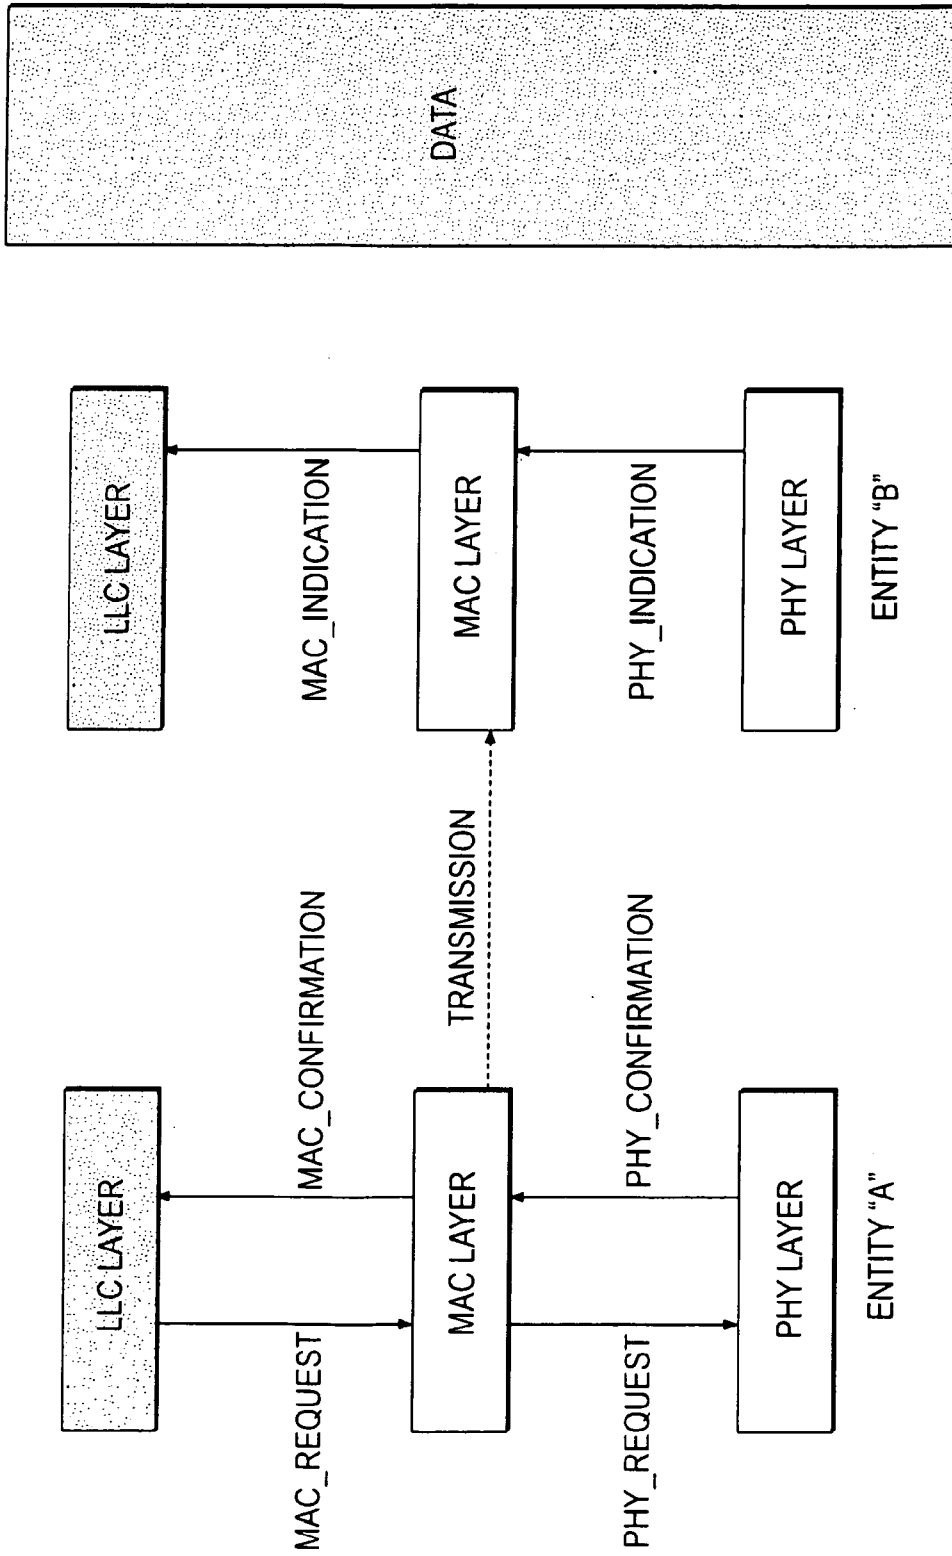 LLC LAYER
LLC LAYER
MAC_REQUEST
MAC_CONFIRMATION
MAC_INDICATION
MAC LAYER
TRANSMISSION
MAC LAYER
DATA
PHY_REQUEST
PHY_CONFIRMATION
PHY_INDICATION
PHY LAYER
PHY LAYER
ENTITY “A”
ENTITY “B”